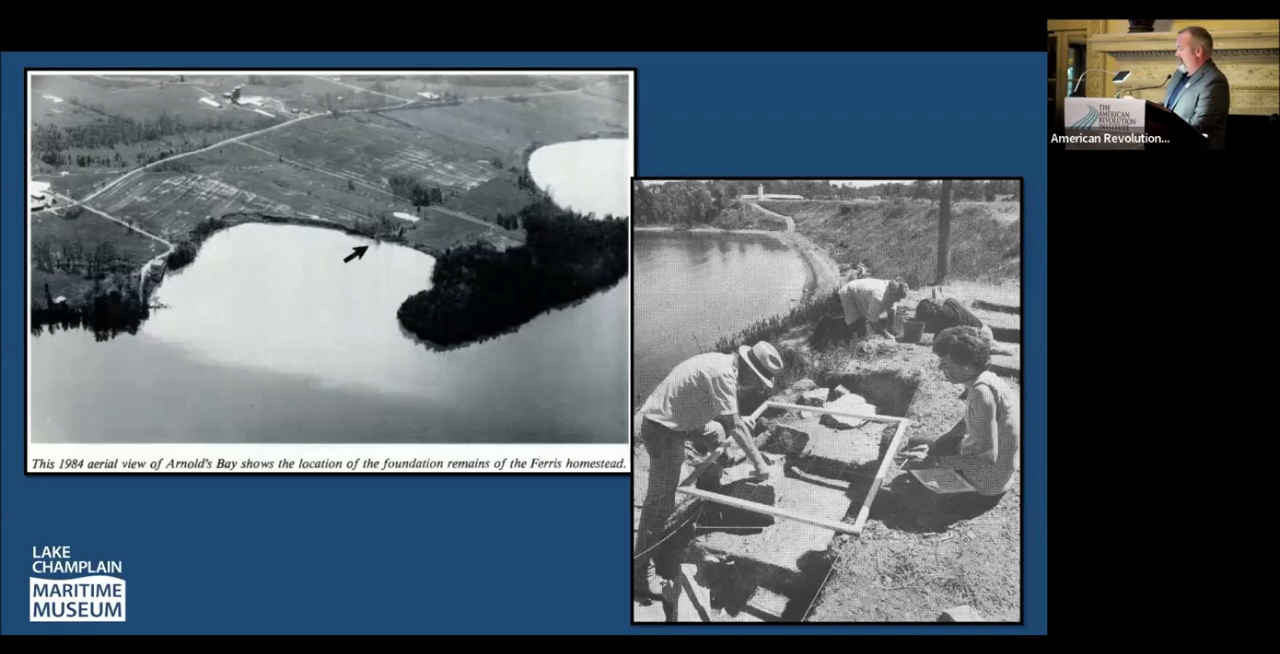 This 1984 aerial view of Arnold's Bay shows the location of the foundation remains of the Ferris homestead.
LAKE
CHAMPLAIN
MARITIME
MUSEUM
THE
AMERICAN
REVOLUTION
INSTITUTE
American Revolution...